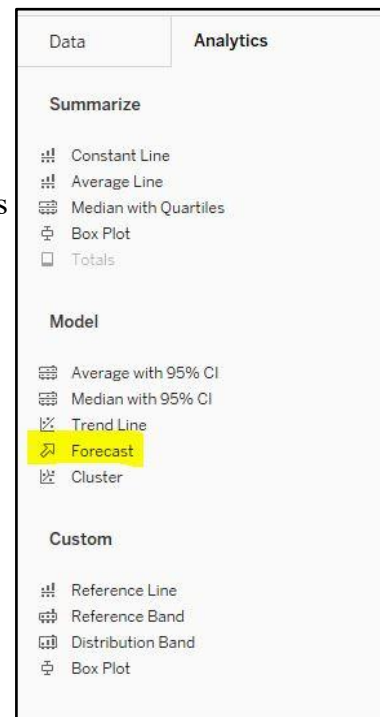 Data Analytics
Summarize
Constant Line
Average Line
s
Median with Quartiles
Box Plot
Totals
Model
Average with 95% CI
Median with 95% CI
Trend Line
Forecast
Cluster
Custom
Reference Line
Reference Band
Distribution Band
Box Plot